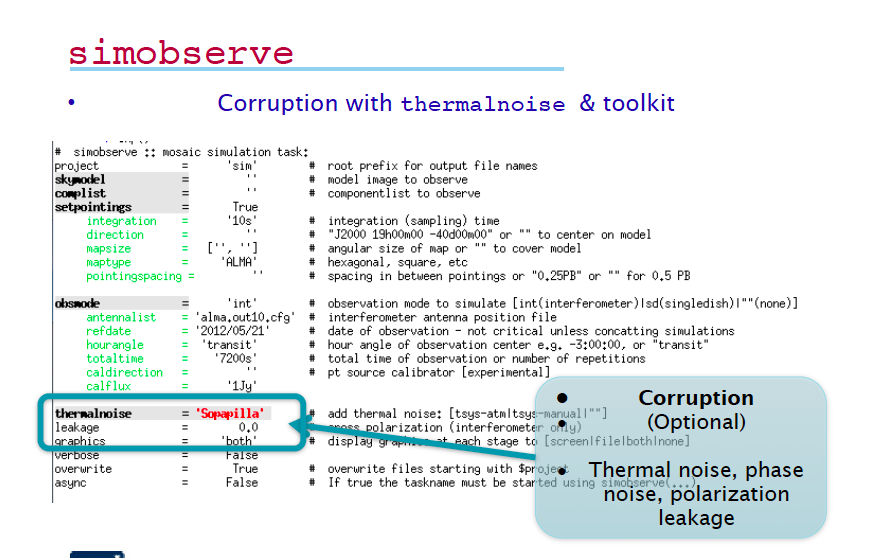 simobserve
• Corruption with thermalnoise & toolkit
# simobserve :: mosaic simulation task:
project = 'sim' # root prefix for output file names
skymodel = '' # model image to observe
complist = '' # componentlist to observe
setpointings = True
integration = '10s' # integration (sampling) time
direction = '' # "J2000 19h00m00 -40d00m00" or "" to center on model
mapsize = ['', ''] # angular size of map or "" to cover model
maptype = 'ALMA' # hexagonal, square, etc
pointingspacing = '' # spacing in between pointings or "0.25PB" or "" for 0.5 PB
obsmode = 'int' # observation mode to simulate [int(interferometer)|sd(singledish)|""(none)]
antennalist = 'alma.out10.cfg' # interferometer antenna position file
refdate = '2012/05/21' # date of observation - not critical unless concatting simulations
hourangle = 'transit' # hour angle of observation center e.g. -3:00:00, or "transit"
totaltime = '7200s' # total time of observation or number of repetitions
caldirection = '' # pt source calibrator [experimental]
calflux = '1Jy'
thermalnoise = 'Sopapilla' # add thermal noise: [tsys-atm|tsys-manual|""]
leakage = 0.0 # cross polarization (interferometer only)
graphics = 'both' # display graphics at each stage to [screen|file|both|none]
verbose = False
overwrite = True # overwrite files starting with $project
async = False # If true the taskname must be started using simobserve(...)
• Corruption
• (Optional)
• Thermal noise, phase
noise, polarization
leakage